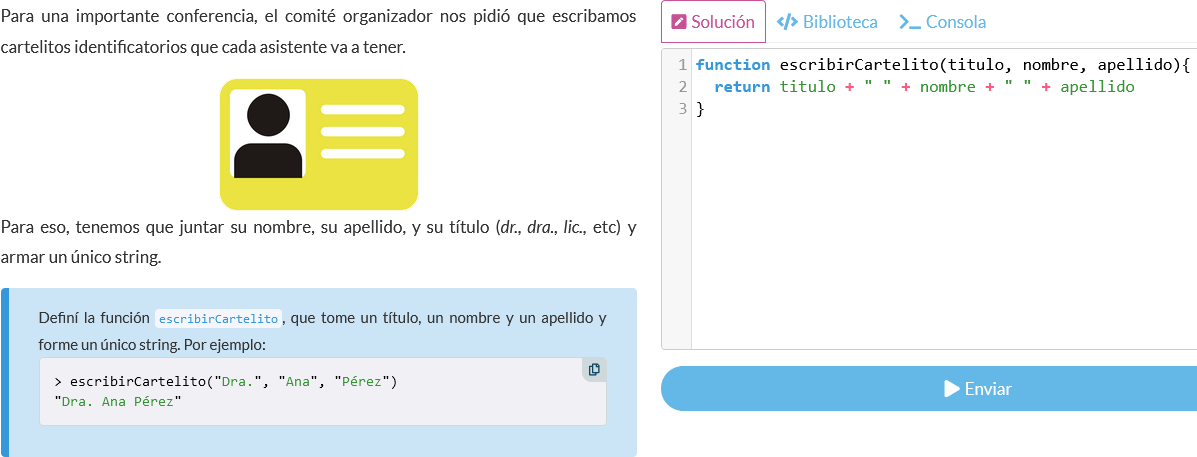 Para una importante conferencia, el comité organizador nos pidió que escribamos
cartelitos identificatorios que cada asistente va a tener.
Para eso, tenemos que juntar su nombre, su apellido, y su título (dr., dra., lic., etc) y
armar un único string.
Definí la función escribirCartelito, que tome un título, un nombre y un apellido y
forme un único string. Por ejemplo:
> escribirCartelito("Dra.", "Ana", "Pérez")
"Dra. Ana Pérez"
Solución Biblioteca Consola
1 function escribirCartelito(titulo, nombre, apellido){
2 return titulo + " " + nombre + " " + apellido
3 }
Enviar